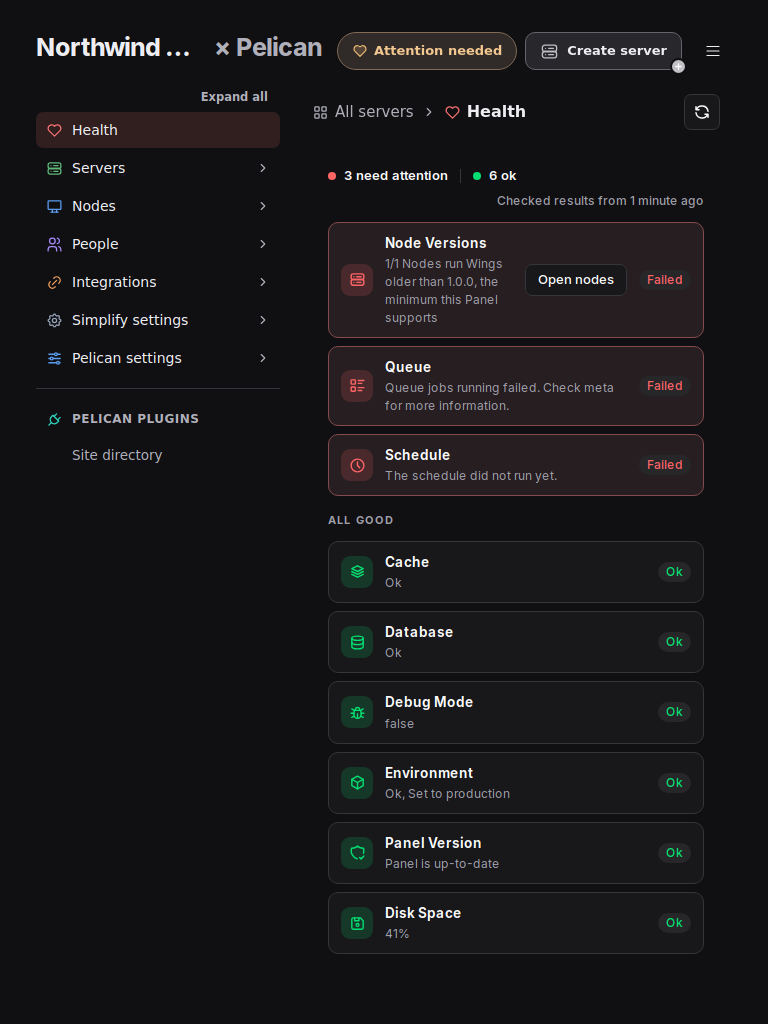 Northwind ... × Pelican
Attention needed
Create server
Expand all
Health
Servers
Nodes
People
Integrations
Simplify settings
Pelican settings
PELICAN PLUGINS
Site directory
All servers > Health
3 need attention
6 ok
Checked results from 1 minute ago
Node Versions
1/1 Nodes run Wings
older than 1.0.0, the
minimum this Panel
supports
Open nodes
Failed
Queue
Queue jobs running failed. Check meta
for more information.
Failed
Schedule
The schedule did not run yet.
Failed
ALL GOOD
Cache
Ok
Ok
Database
Ok
Ok
Debug Mode
false
Ok
Environment
Ok, Set to production
Ok
Panel Version
Panel is up-to-date
Ok
Disk Space
41%
Ok